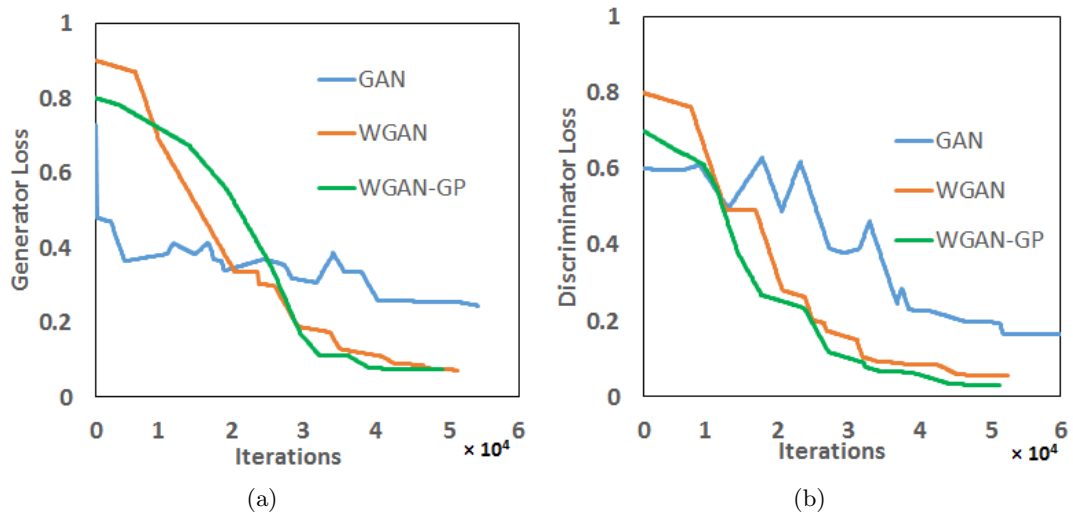 1
0.8
0.6
0.4
0.2
0
Generator Loss
GAN
WGAN
WGAN-GP
0 1 2 3 4 5 6
Iterations
× 10⁴
(a)
1
0.8
0.6
0.4
0.2
0
Discriminator Loss
GAN
WGAN
WGAN-GP
0 1 2 3 4 5 6
Iterations
× 10⁴
(b)